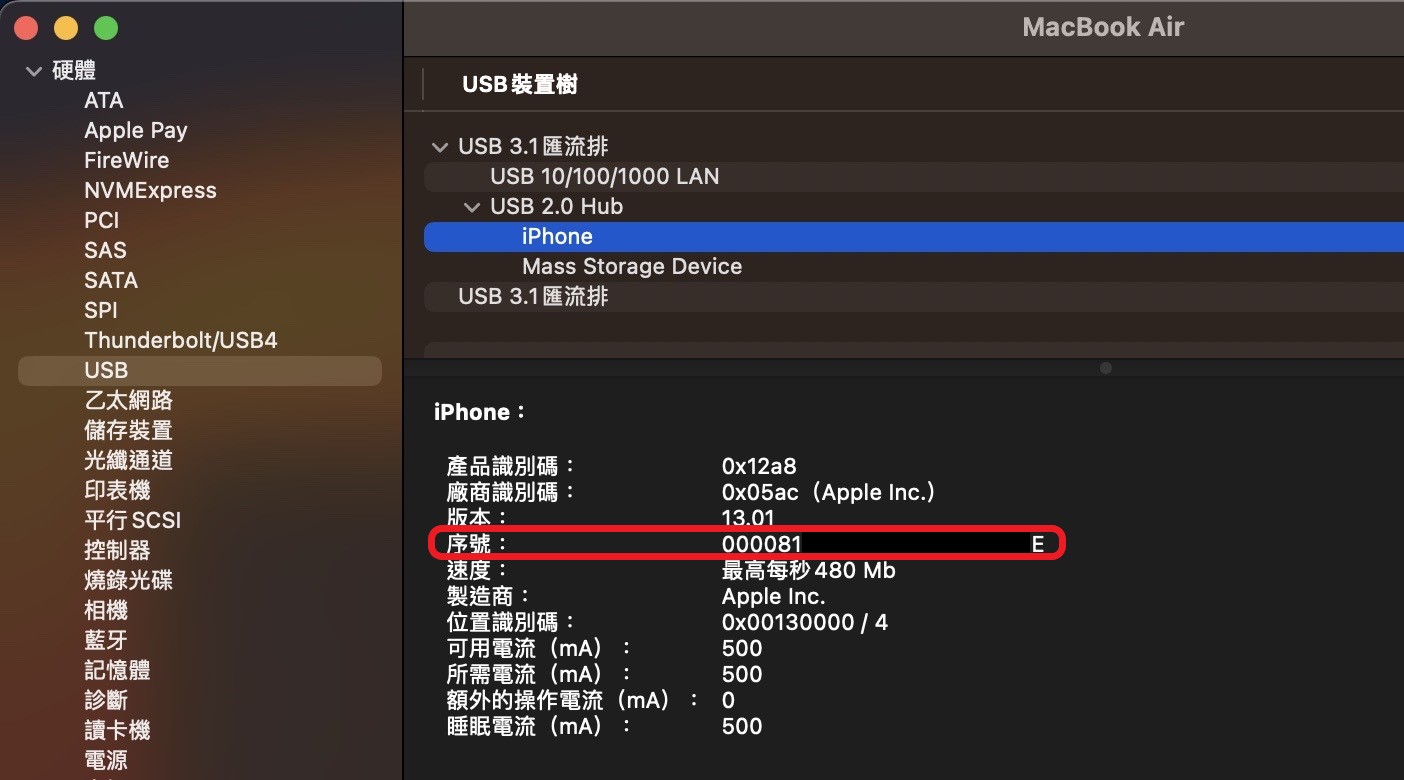 MacBook Air
硬體
ATA
Apple Pay
FireWire
NVMExpress
PCI
SAS
SATA
SPI
Thunderbolt/USB4
USB
乙太網路
儲存裝置
光纖通道
印表機
平行 SCSI
控制器
燒錄光碟
相機
藍牙
記憶體
診斷
讀卡機
電源
USB 裝置樹
USB 3.1 匯流排
USB 10/100/1000 LAN
USB 2.0 Hub
iPhone
Mass Storage Device
USB 3.1 匯流排
iPhone：
產品識別碼： 0x12a8
廠商識別碼： 0x05ac（Apple Inc.）
版本： 13.01
序號： 000081 E
速度： 最高每秒 480 Mb
製造商： Apple Inc.
位置識別碼： 0x00130000 / 4
可用電流（mA）： 500
所需電流（mA）： 500
額外的操作電流（mA）： 0
睡眠電流（mA）： 500